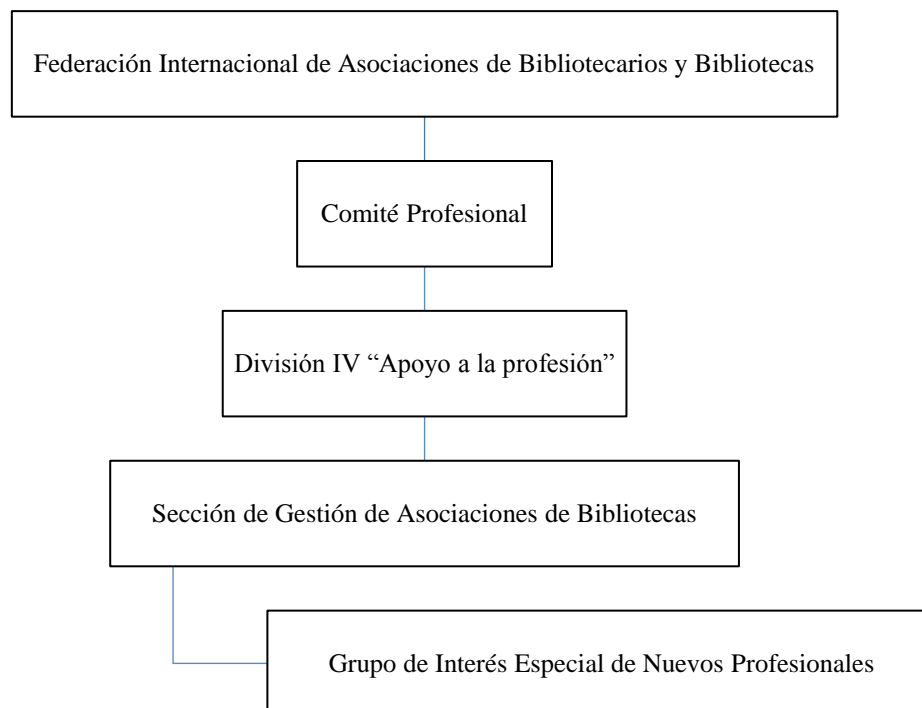 Federación Internacional de Asociaciones de Bibliotecarios y Bibliotecas
Comité Profesional
División IV “Apoyo a la profesión”
Sección de Gestión de Asociaciones de Bibliotecas
Grupo de Interés Especial de Nuevos Profesionales